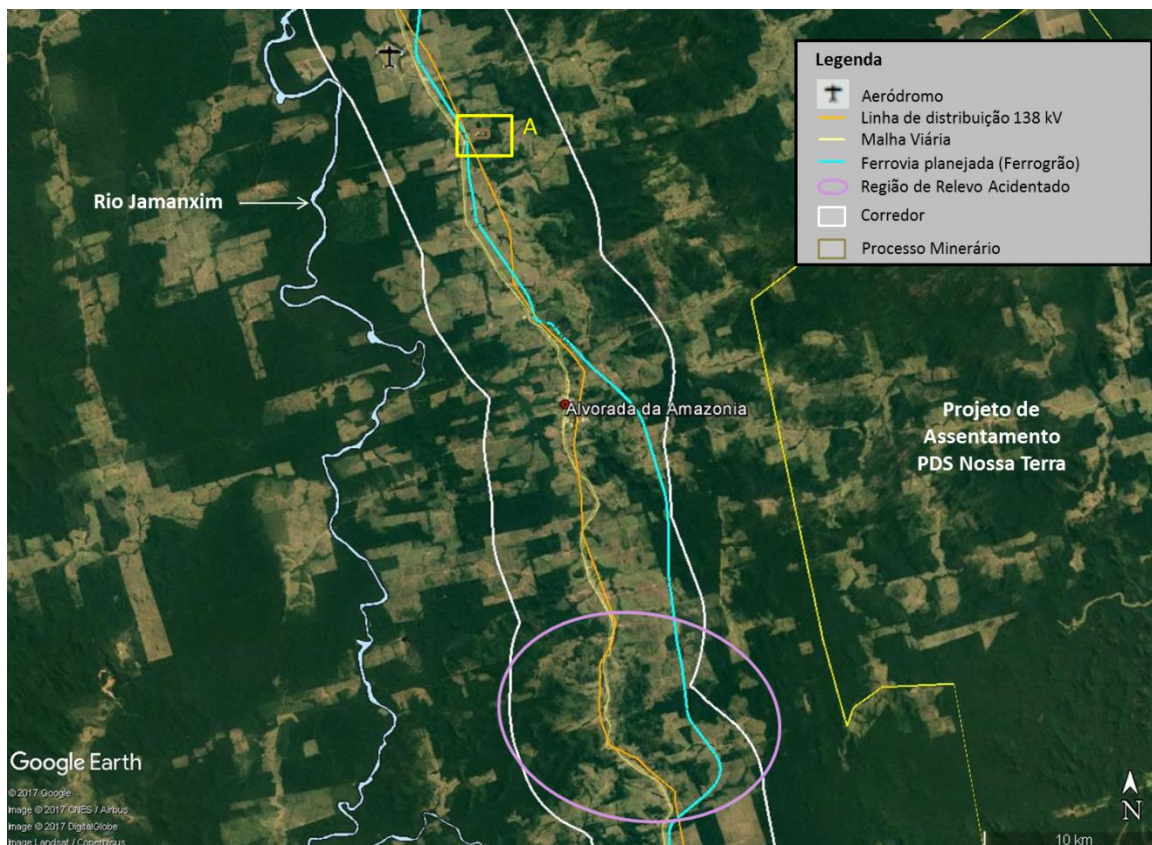 Legenda
Aeródromo
Linha de distribuição 138 kV
Malha Viária
Ferrovia planejada (Ferrogrão)
Região de Relevo Acidentado
Corredor
Processo Minerário
A
Rio Jamanxim
Alvorada da Amazonia
Projeto de
Assentamento
PDS Nossa Terra
Google Earth
© 2017 Google
Image © 2017 CNES / Airbus
Image © 2017 DigitalGlobe
Image Landsat / Copernicus
N
10 km